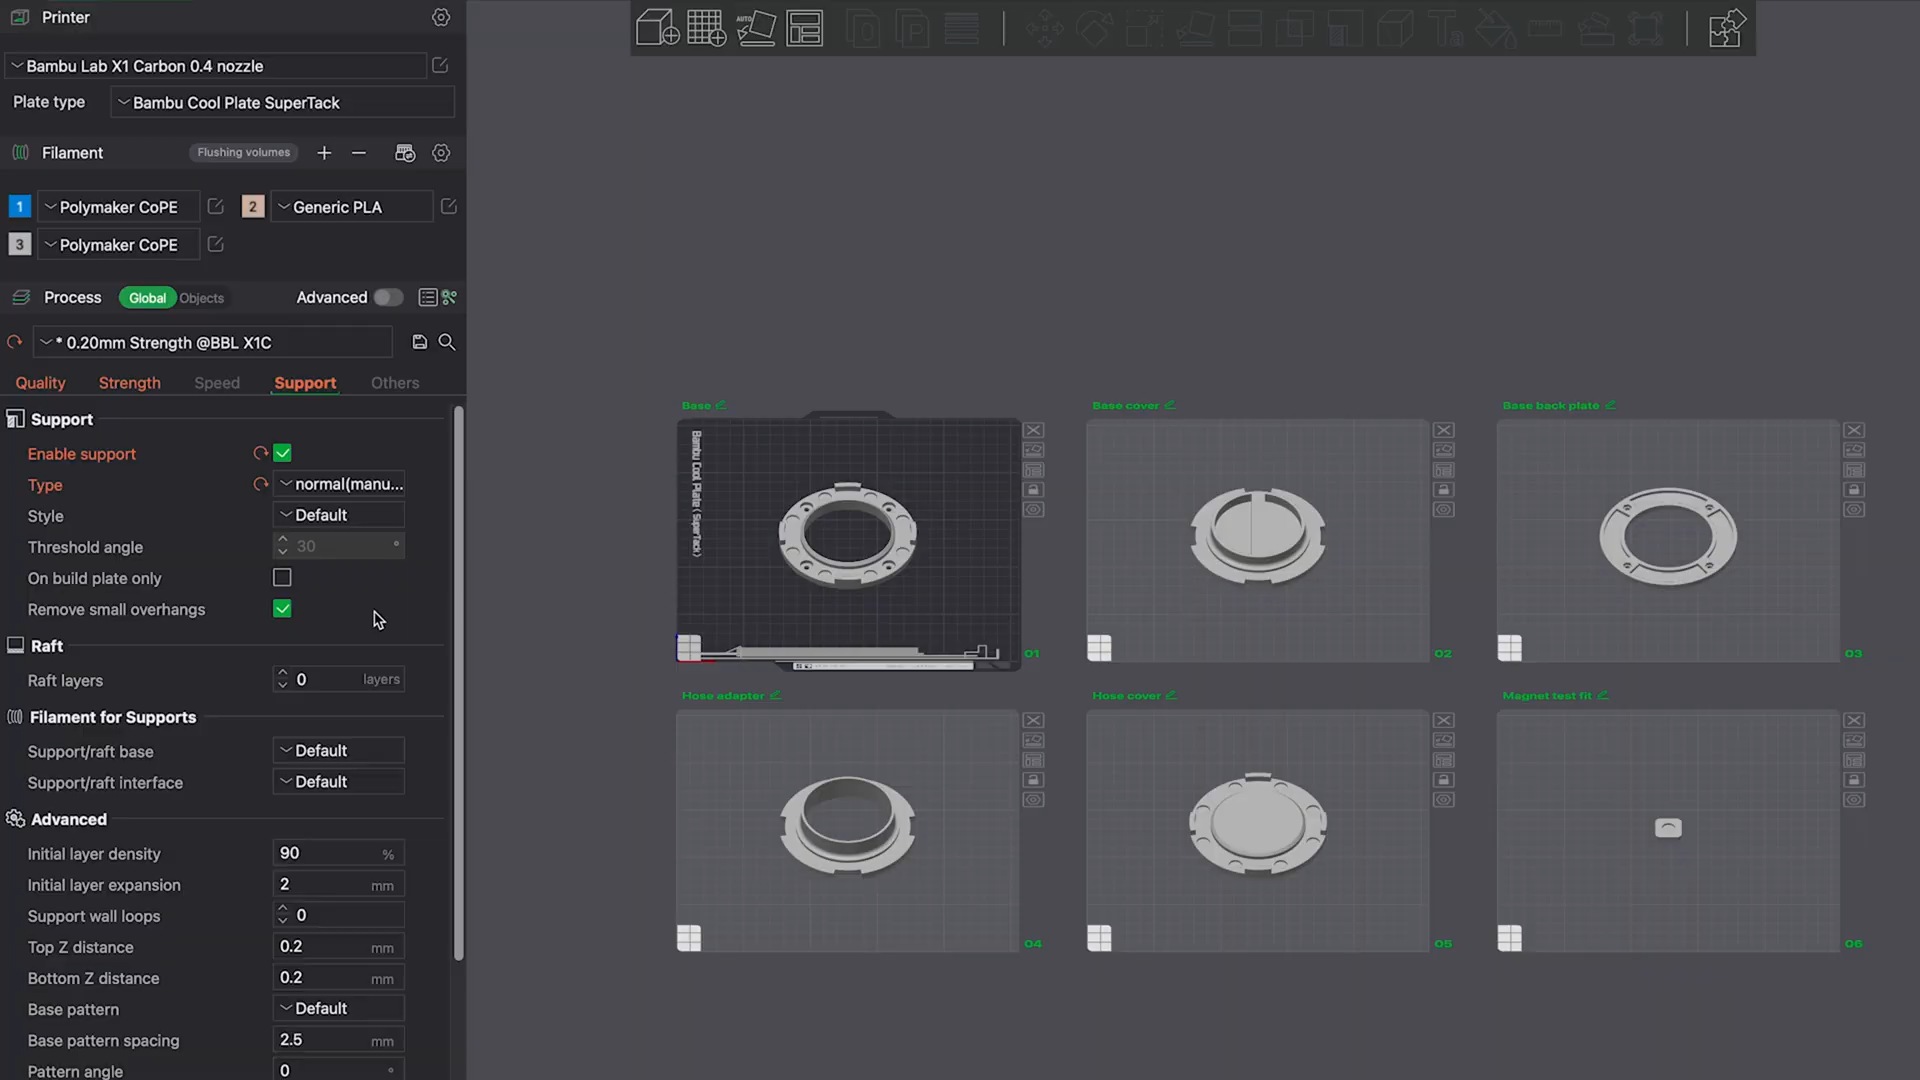 Printer
Bambu Lab X1 Carbon 0.4 nozzle
Plate type
Bambu Cool Plate SuperTack
Filament
Flushing volumes
1
Polymaker CoPE
2
Generic PLA
3
Polymaker CoPE
Process
Global
Objects
Advanced
* 0.20mm Strength @BBL X1C
Quality
Strength
Speed
Support
Others
Support
Enable support
Type
normal(manu...
Style
Default
Threshold angle
30
°
On build plate only
Remove small overhangs
Raft
Raft layers
0
layers
Filament for Supports
Support/raft base
Default
Support/raft interface
Default
Advanced
Initial layer density
90
%
Initial layer expansion
2
mm
Support wall loops
0
Top Z distance
0.2
mm
Bottom Z distance
0.2
mm
Base pattern
Default
Base pattern spacing
2.5
mm
Pattern angle
0
°
AUTO
Base
Bambu Cool Plate (SuperTack)
01
Base cover
02
Base back plate
03
Hose adapter
04
Hose cover
05
Magnet test fit
06